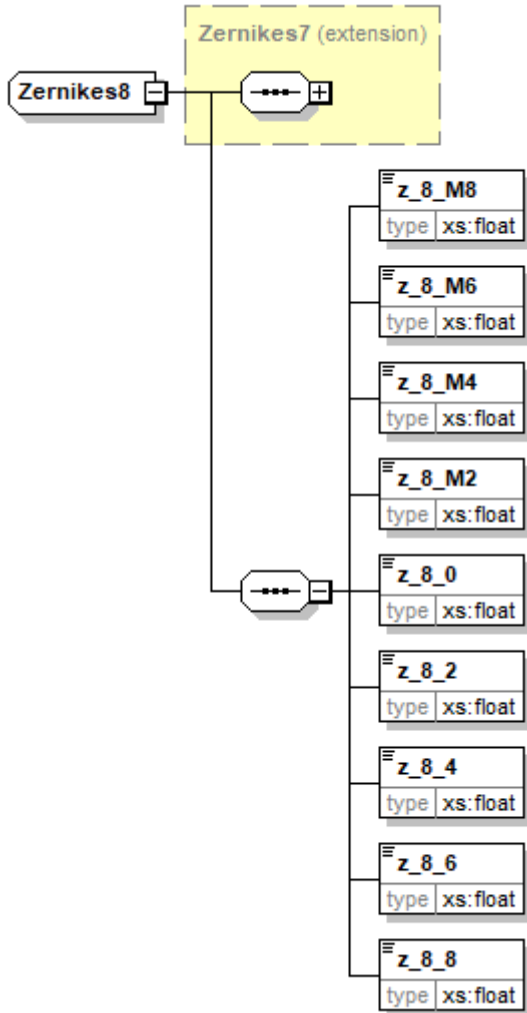 Zernikes7 (extension)
Zernikes8
z_8_M8
type xs:float
z_8_M6
type xs:float
z_8_M4
type xs:float
z_8_M2
type xs:float
z_8_0
type xs:float
z_8_2
type xs:float
z_8_4
type xs:float
z_8_6
type xs:float
z_8_8
type xs:float